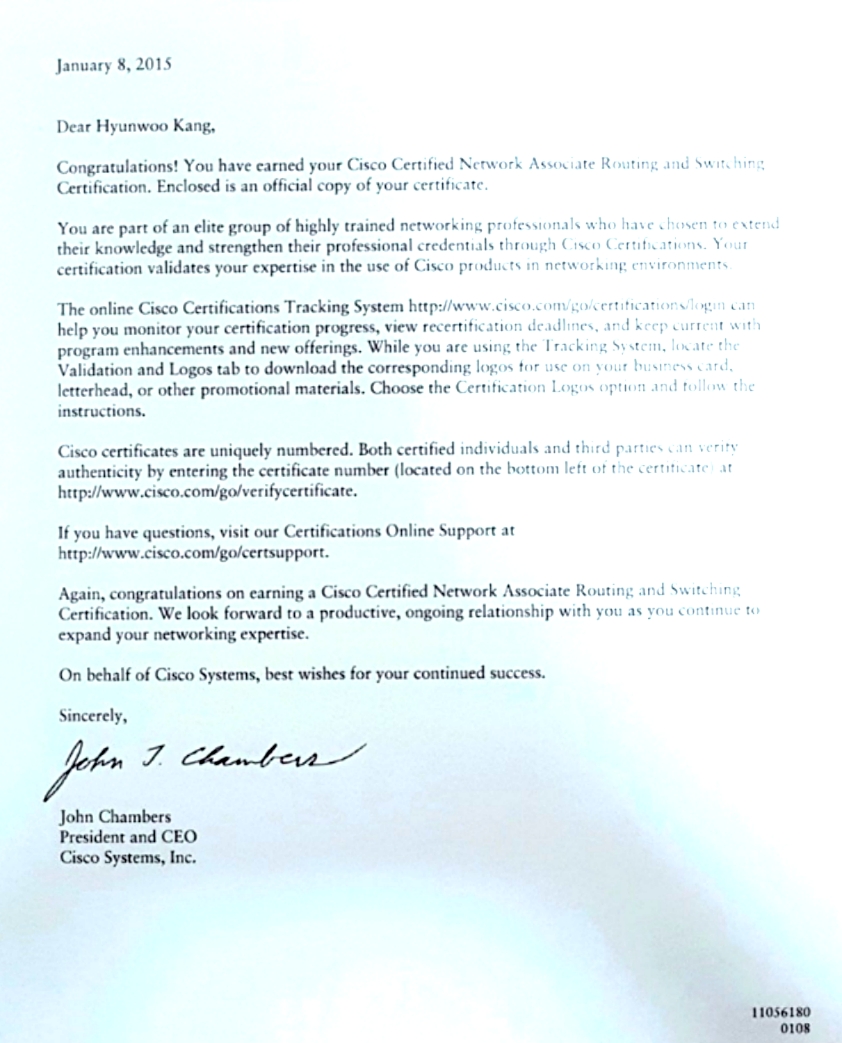 January 8, 2015
Dear Hyunwoo Kang,
Congratulations! You have earned your Cisco Certified Network Associate Routing and Switching
Certification. Enclosed is an official copy of your certificate.
You are part of an elite group of highly trained networking professionals who have chosen to extend
their knowledge and strengthen their professional credentials through Cisco Certifications. Your
certification validates your expertise in the use of Cisco products in networking environments.
The online Cisco Certifications Tracking System http://www.cisco.com/go/certifications/login can
help you monitor your certification progress, view recertification deadlines, and keep current with
program enhancements and new offerings. While you are using the Tracking System, locate the
Validation and Logos tab to download the corresponding logos for use on your business card,
letterhead, or other promotional materials. Choose the Certification Logos option and follow the
instructions.
Cisco certificates are uniquely numbered. Both certified individuals and third parties can verify
authenticity by entering the certificate number (located on the bottom left of the certificate) at
http://www.cisco.com/go/verifycertificate.
If you have questions, visit our Certifications Online Support at
http://www.cisco.com/go/certsupport.
Again, congratulations on earning a Cisco Certified Network Associate Routing and Switching
Certification. We look forward to a productive, ongoing relationship with you as you continue to
expand your networking expertise.
On behalf of Cisco Systems, best wishes for your continued success.
Sincerely,
John T. Chambers
John Chambers
President and CEO
Cisco Systems, Inc.
11056180
0108